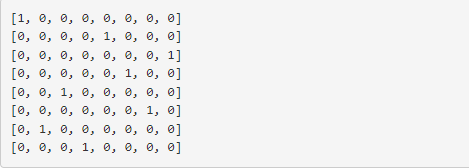 [1, 0, 0, 0, 0, 0, 0, 0]
[0, 0, 0, 0, 1, 0, 0, 0]
[0, 0, 0, 0, 0, 0, 0, 1]
[0, 0, 0, 0, 0, 1, 0, 0]
[0, 0, 1, 0, 0, 0, 0, 0]
[0, 0, 0, 0, 0, 0, 1, 0]
[0, 1, 0, 0, 0, 0, 0, 0]
[0, 0, 0, 1, 0, 0, 0, 0]